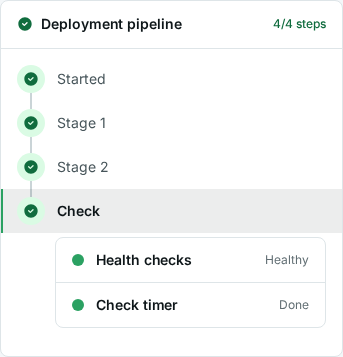 Deployment pipeline 4/4 steps
Started
Stage 1
Stage 2
Check
Health checks Healthy
Check timer Done